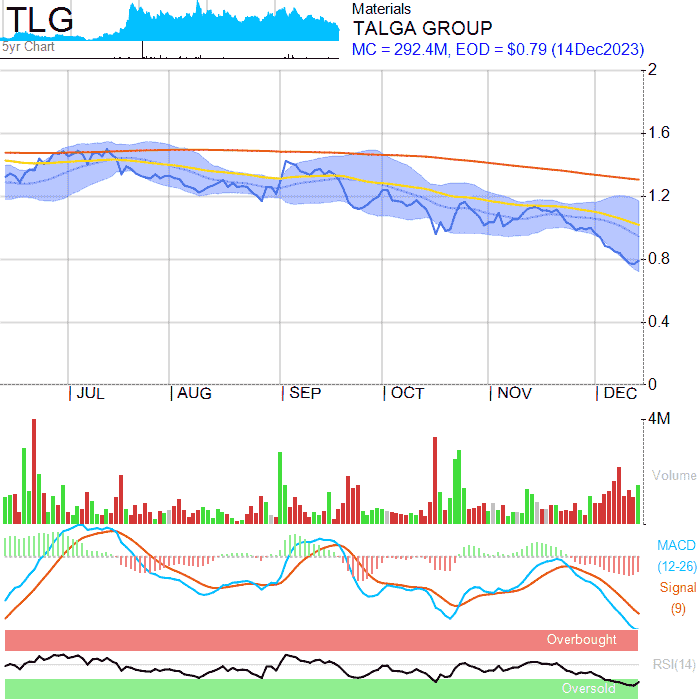 TLG
5yr Chart
Materials
TALGA GROUP
MC = 292.4M, EOD = $0.79 (14Dec2023)
2
1.6
1.2
0.8
0.4
0
JUL AUG SEP OCT NOV DEC
4M
Volume
MACD
(12-26)
Signal
(9)
Overbought
RSI(14)
Oversold